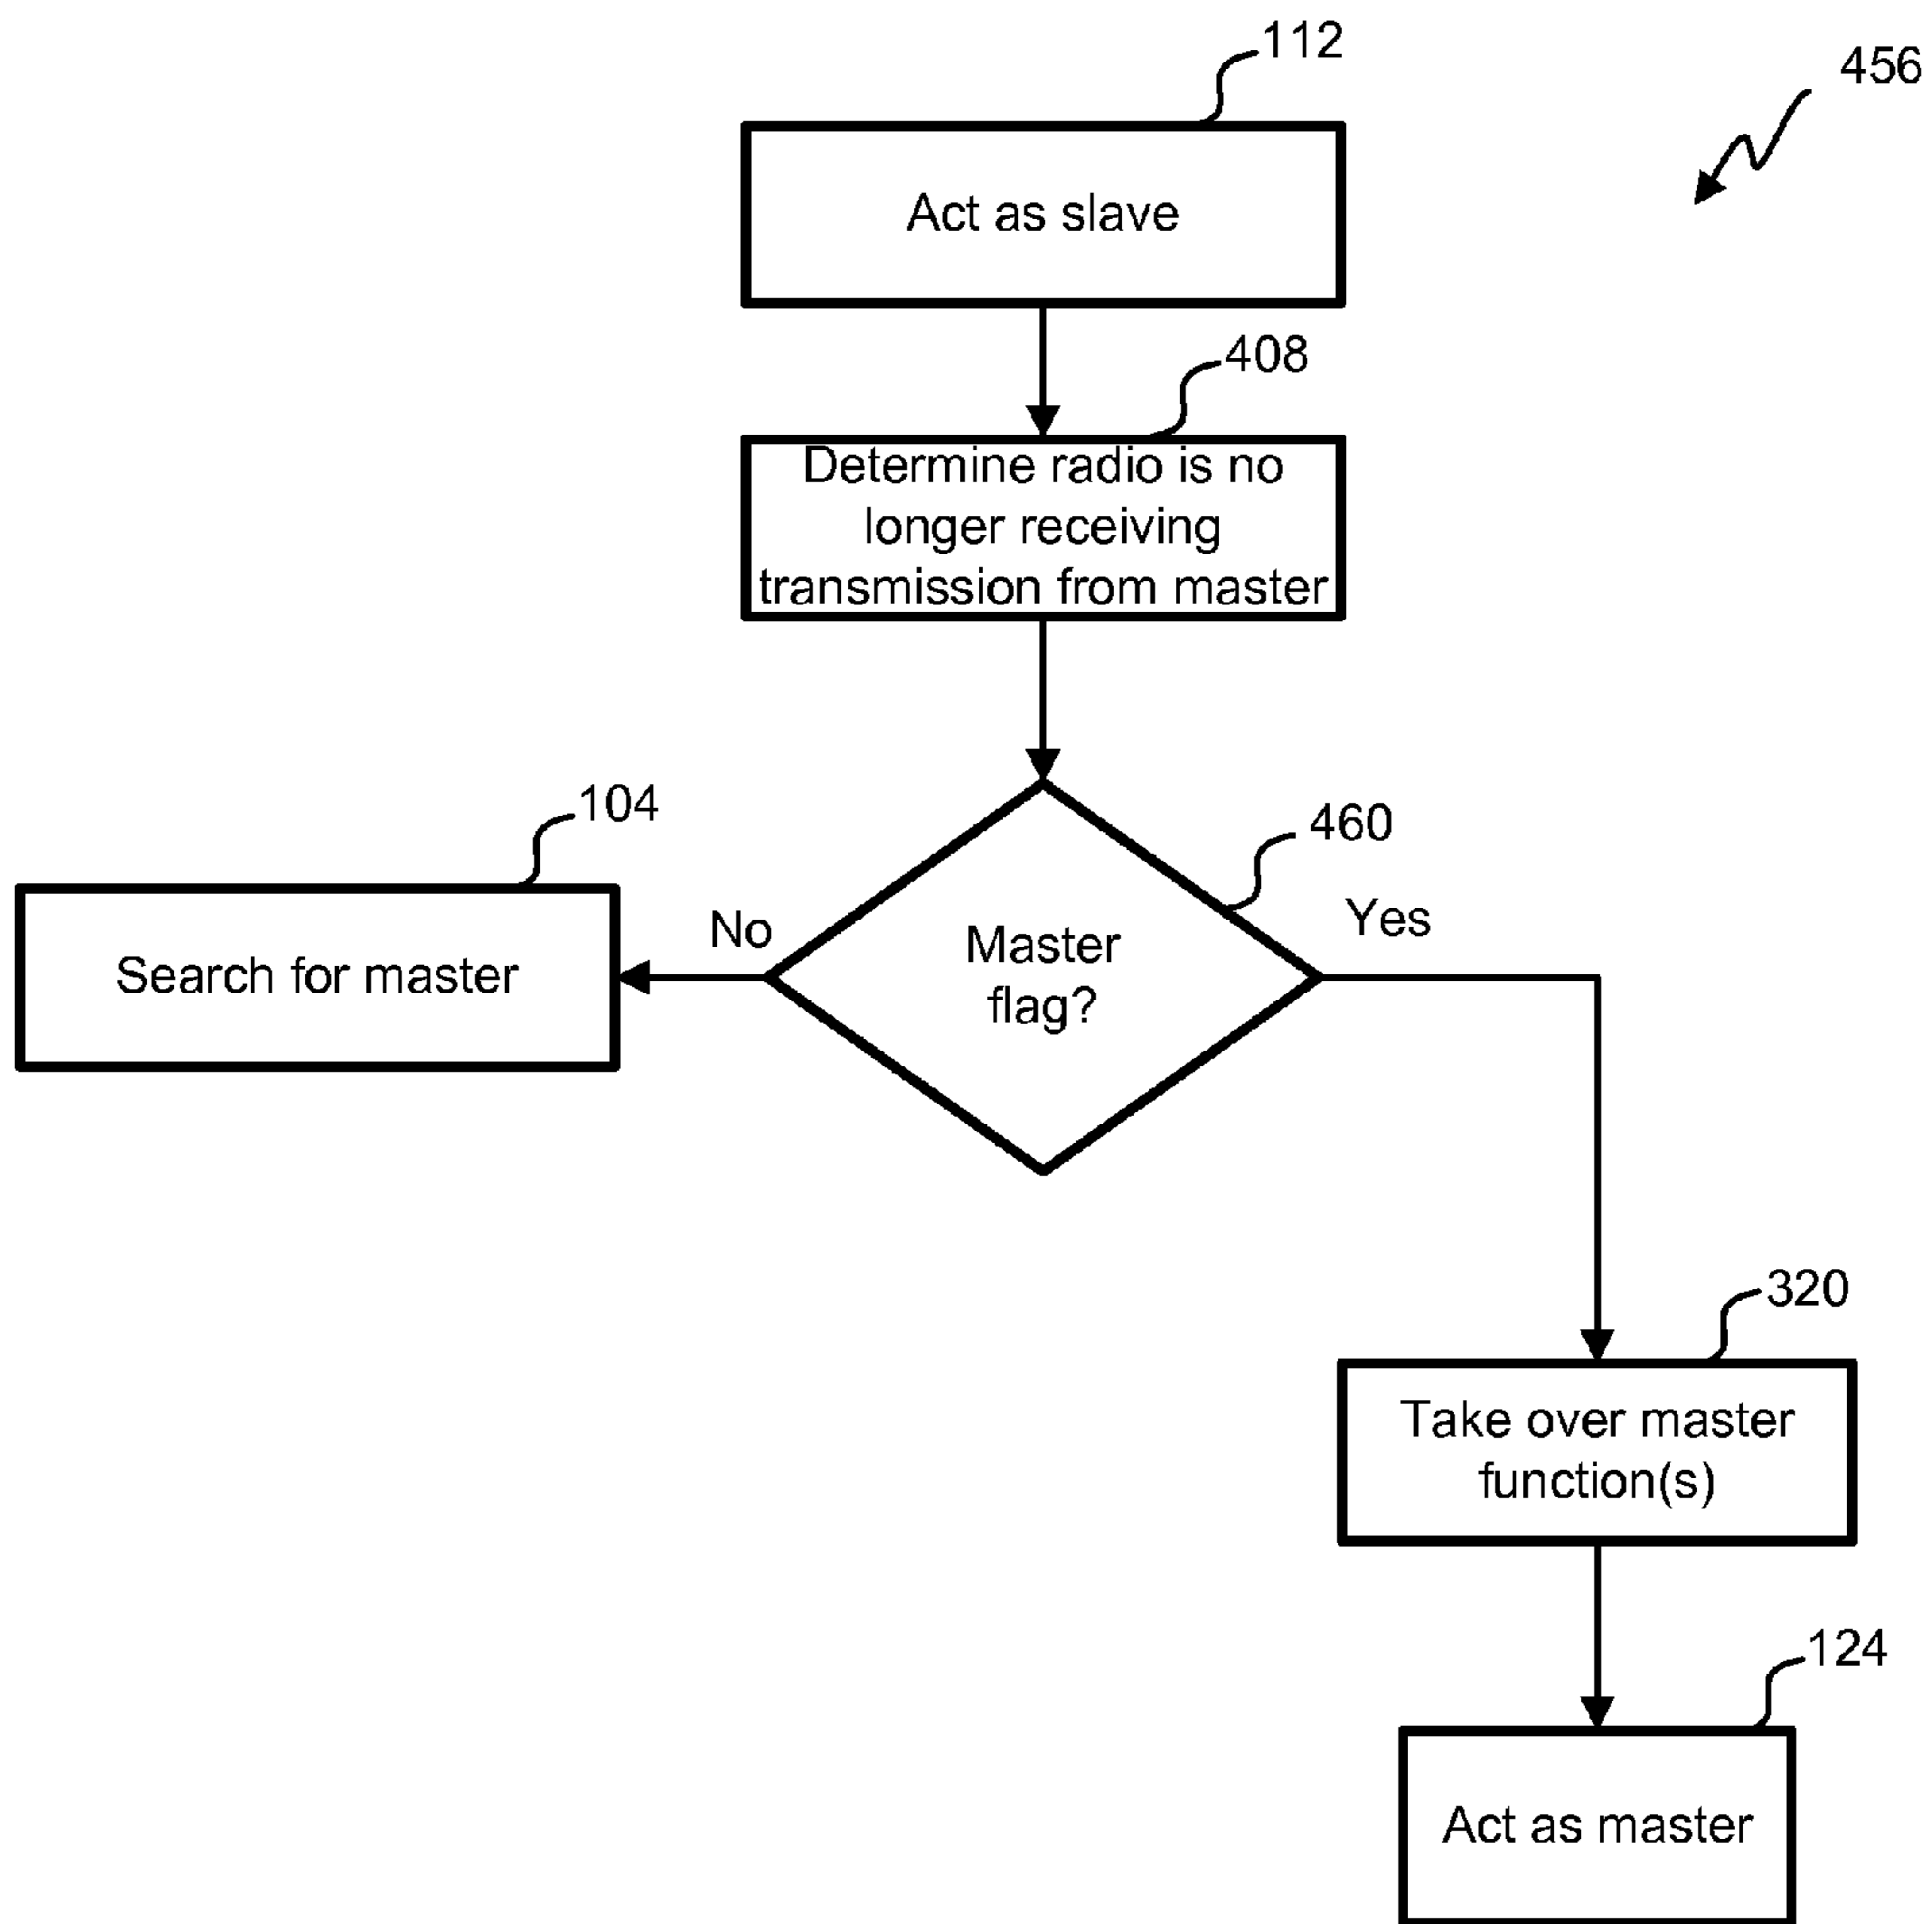 112
456
Act as slave
408
Determine radio is no
longer receiving
transmission from master
104
460
No
Yes
Master
flag?
Search for master
320
Take over master
function(s)
124
Act as master